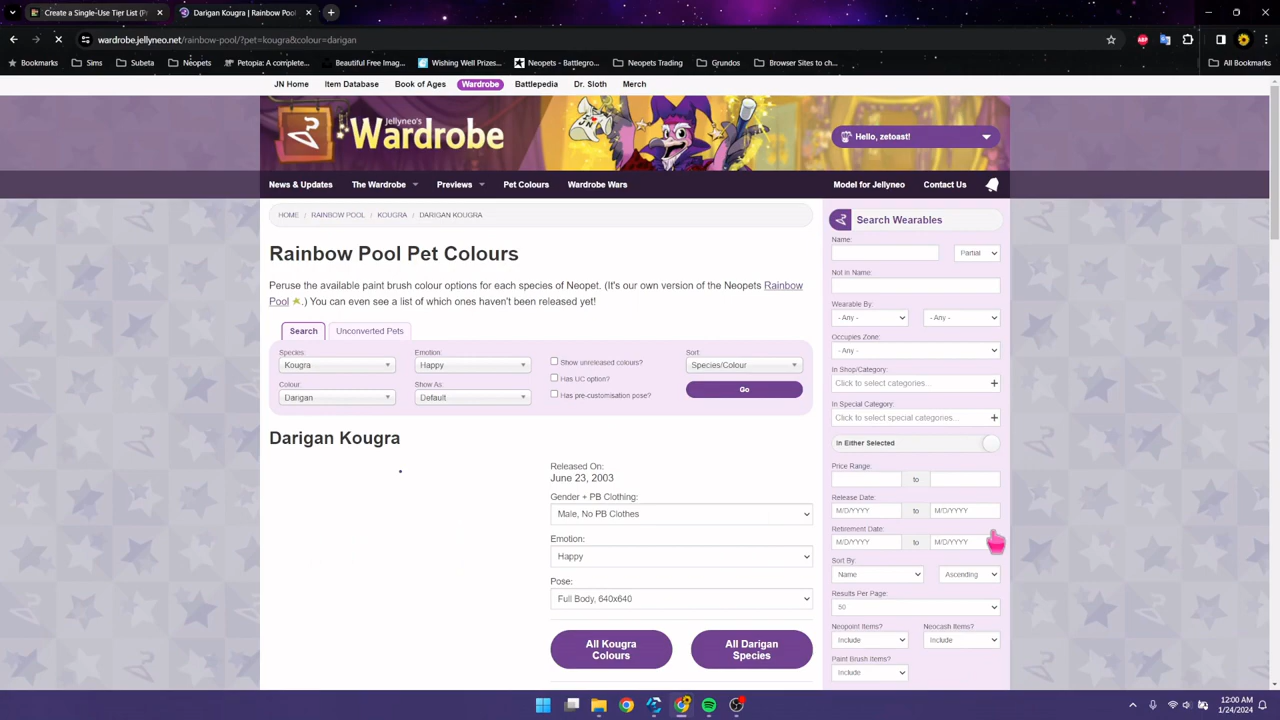 Create a Single-Use Tier List (P
Darigan Kougra | Rainbow Pool
wardrobe.jellyneo.net/rainbow-pool/?pet=kougra&colour=darigan
Bookmarks
Sims
Subeta
Neopets
Petopia: A complete...
Beautiful Free Imag...
Wishing Well Prizes...
Neopets - Battlegro...
Neopets Trading
Grundos
Browser Sites to ch...
All Bookmarks
JN Home
Item Database
Book of Ages
Wardrobe
Battlepedia
Dr. Sloth
Merch
Jellyneo's
Wardrobe
Hello, zetoast!
News & Updates
The Wardrobe
Previews
Pet Colours
Wardrobe Wars
Model for Jellyneo
Contact Us
HOME
RAINBOW POOL
KOUGRA
DARIGAN KOUGRA
Rainbow Pool Pet Colours
Peruse the available paint brush colour options for each species of Neopet. (It's our own version of the Neopets Rainbow
Pool .) You can even see a list of which ones haven't been released yet!
Search
Unconverted Pets
Species:
Kougra
Emotion:
Happy
Show unreleased colours?
Has UC option?
Has pre-customisation pose?
Sort:
Species/Colour
Colour:
Darigan
Show As:
Default
Go
Darigan Kougra
Released On:
June 23, 2003
Gender + PB Clothing:
Male, No PB Clothes
Emotion:
Happy
Pose:
Full Body, 640x640
All Kougra
Colours
All Darigan
Species
Search Wearables
Name:
Partial
Not in Name:
Wearable By:
- Any -
- Any -
Occupies Zone:
- Any -
In Shop/Category:
Click to select categories...
In Special Category:
Click to select special categories...
In Either Selected
Price Range:
to
Release Date:
M/D/YYYY
to
M/D/YYYY
Retirement Date:
M/D/YYYY
to
M/D/YYYY
Sort By:
Name
Ascending
Results Per Page:
50
Neopoint Items?
Include
Neocash Items?
Include
Paint Brush Items?
Include
1:38 AM
1/24/2024